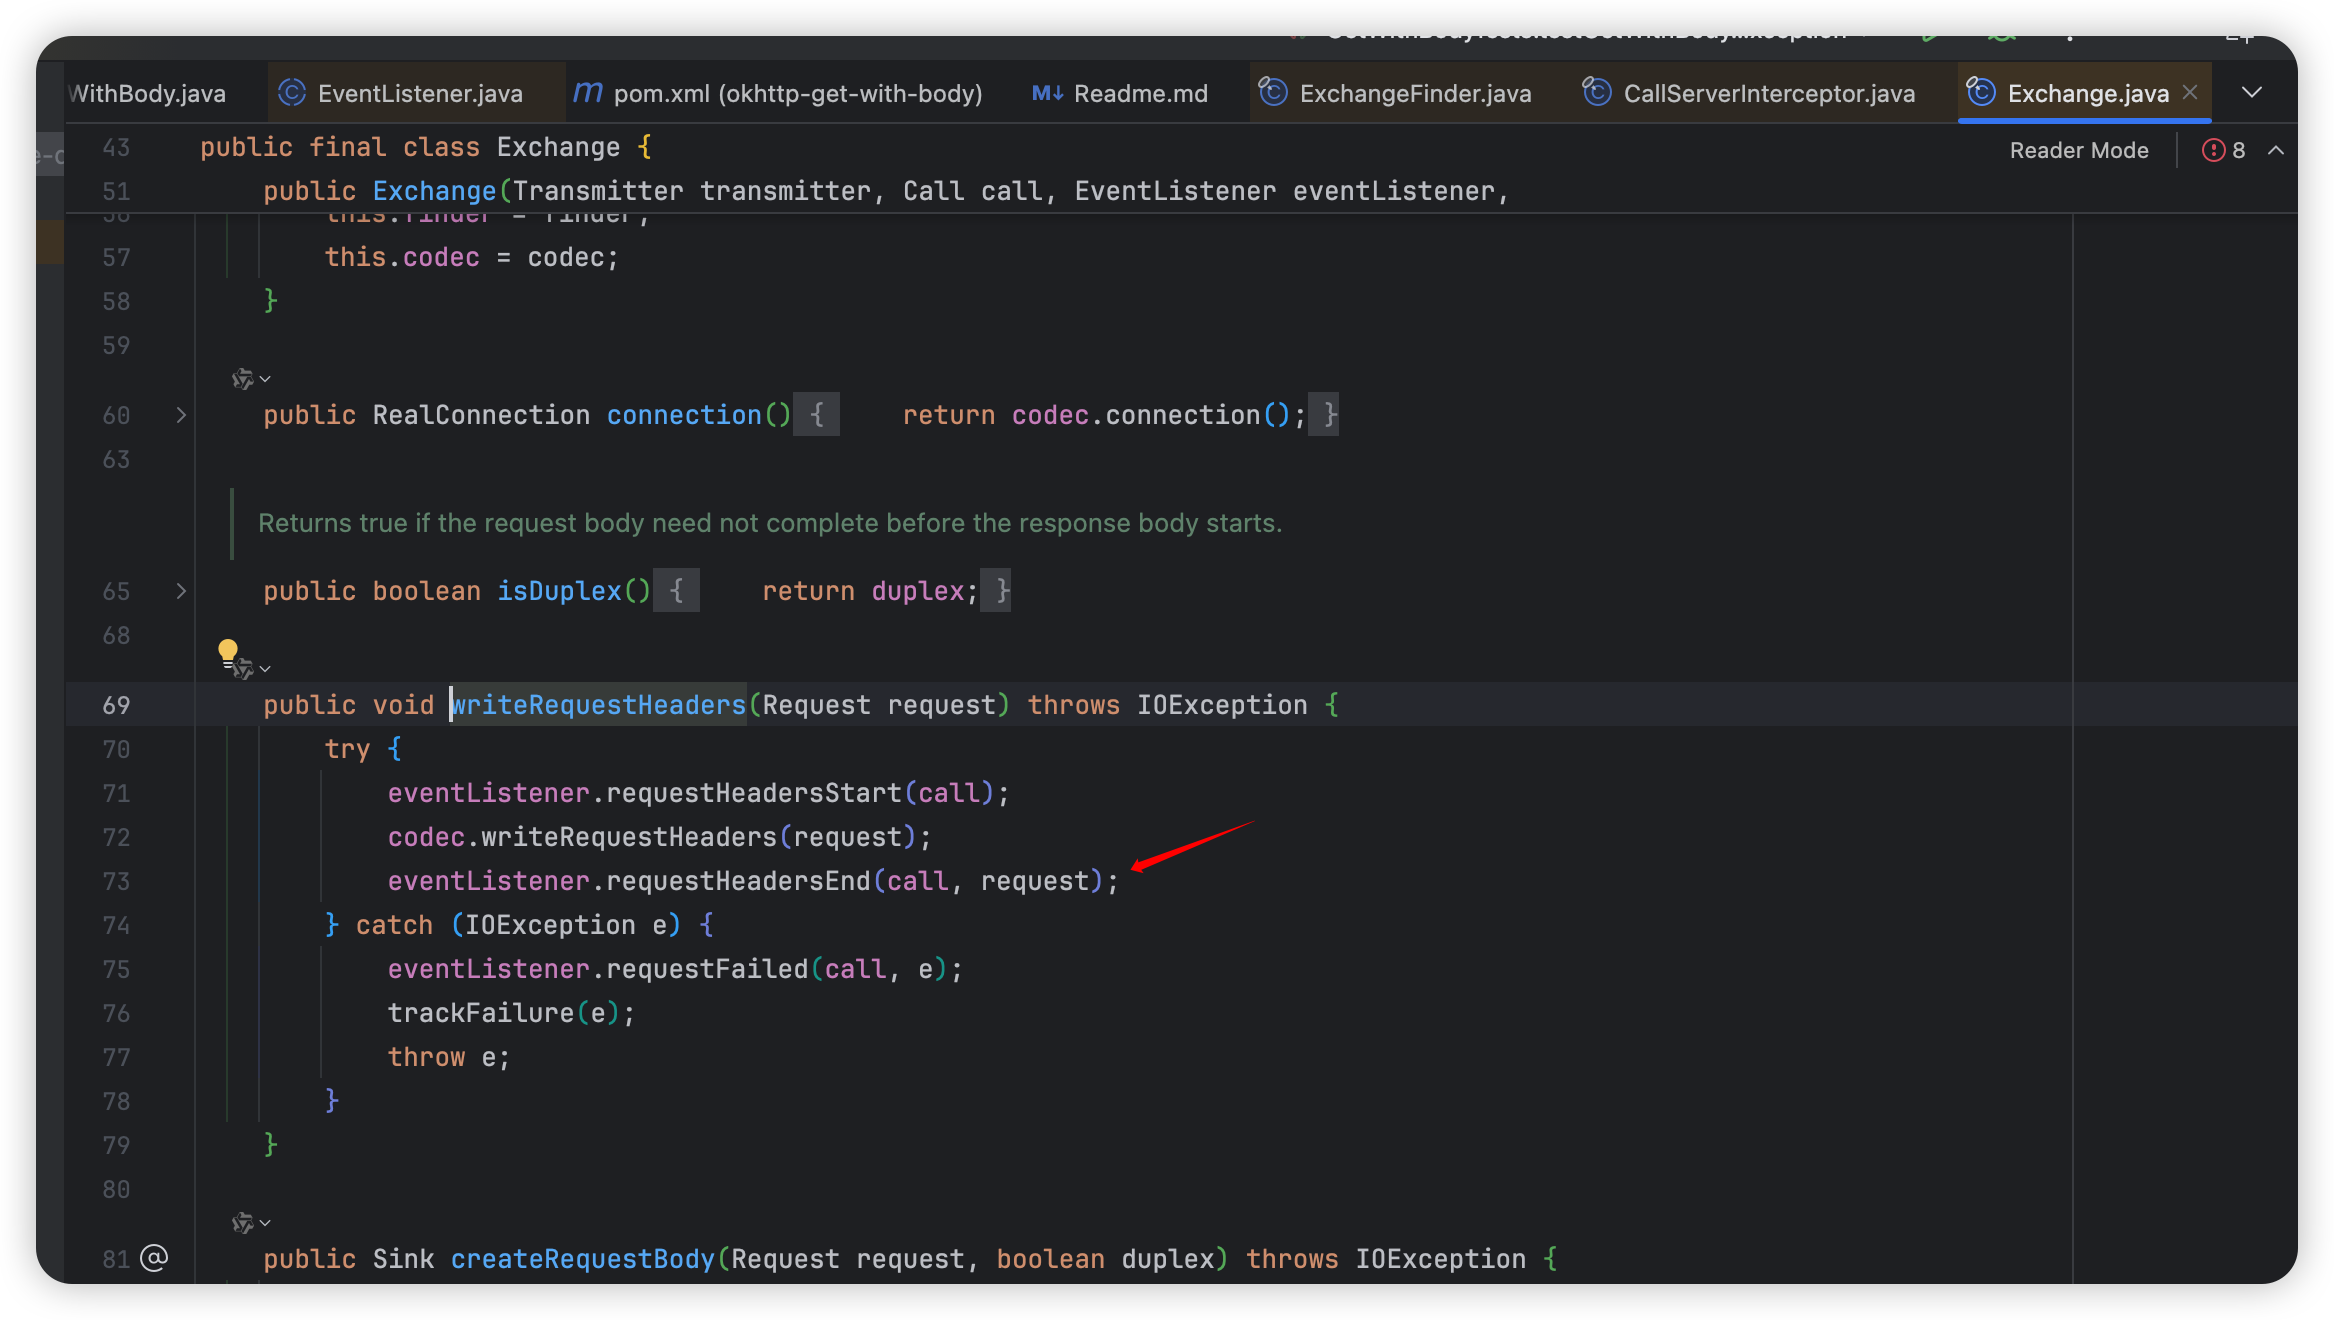 WithBody.java EventListener.java pom.xml (okhttp-get-with-body) M↓ Readme.md ExchangeFinder.java CallServerInterceptor.java Exchange.java
43 public final class Exchange { Reader Mode 8
51 public Exchange(Transmitter transmitter, Call call, EventListener eventListener,
56 this.finder = finder;
57 this.codec = codec;
58 }
59
60 public RealConnection connection() { return codec.connection(); }
63
Returns true if the request body need not complete before the response body starts.
65 public boolean isDuplex() { return duplex; }
68
69 public void writeRequestHeaders(Request request) throws IOException {
70 try {
71 eventListener.requestHeadersStart(call);
72 codec.writeRequestHeaders(request);
73 eventListener.requestHeadersEnd(call, request);
74 } catch (IOException e) {
75 eventListener.requestFailed(call, e);
76 trackFailure(e);
77 throw e;
78 }
79 }
80
81 @ public Sink createRequestBody(Request request, boolean duplex) throws IOException {